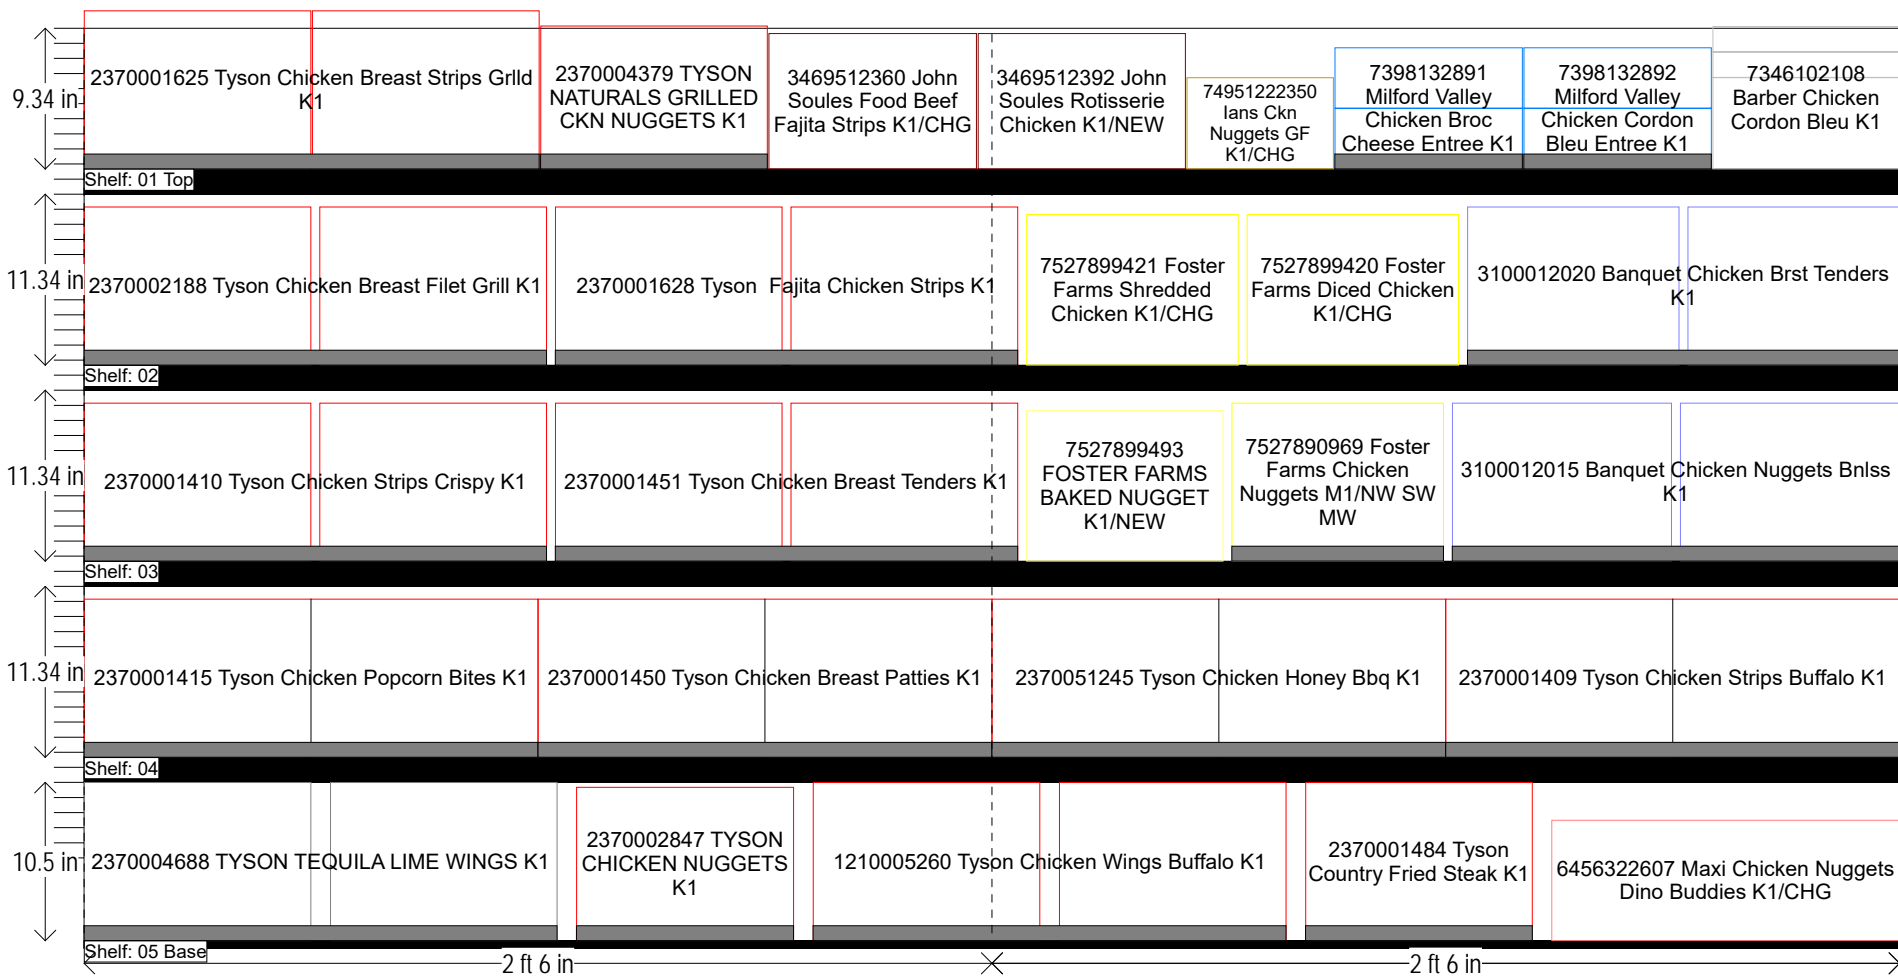 9.34 in
2370001625 Tyson Chicken Breast Strips Grlld
K1
2370004379 TYSON
NATURALS GRILLED
CKN NUGGETS K1
3469512360 John
Soules Food Beef
Fajita Strips K1/CHG
3469512392 John
Soules Rotisserie
Chicken K1/NEW
74951222350
Ians Ckn
Nuggets GF
K1/CHG
7398132891
Milford Valley
Chicken Broc
Cheese Entree K1
7398132892
Milford Valley
Chicken Cordon
Bleu Entree K1
7346102108
Barber Chicken
Cordon Bleu K1
Shelf: 01 Top
11.34 in
2370002188 Tyson Chicken Breast Filet Grill K1
2370001628 Tyson  Fajita Chicken Strips K1
7527899421 Foster
Farms Shredded
Chicken K1/CHG
7527899420 Foster
Farms Diced Chicken
K1/CHG
3100012020 Banquet Chicken Brst Tenders
K1
Shelf: 02
11.34 in
2370001410 Tyson Chicken Strips Crispy K1
2370001451 Tyson Chicken Breast Tenders K1
7527899493
FOSTER FARMS
BAKED NUGGET
K1/NEW
7527890969 Foster
Farms Chicken
Nuggets M1/NW SW
MW
3100012015 Banquet Chicken Nuggets Bnlss
K1
Shelf: 03
11.34 in
2370001415 Tyson Chicken Popcorn Bites K1
2370001450 Tyson Chicken Breast Patties K1
2370051245 Tyson Chicken Honey Bbq K1
2370001409 Tyson Chicken Strips Buffalo K1
Shelf: 04
10.5 in
2370004688 TYSON TEQUILA LIME WINGS K1
2370002847 TYSON
CHICKEN NUGGETS
K1
1210005260 Tyson Chicken Wings Buffalo K1
2370001484 Tyson
Country Fried Steak K1
6456322607 Maxi Chicken Nuggets
Dino Buddies K1/CHG
Shelf: 05 Base
2 ft 6 in
2 ft 6 in